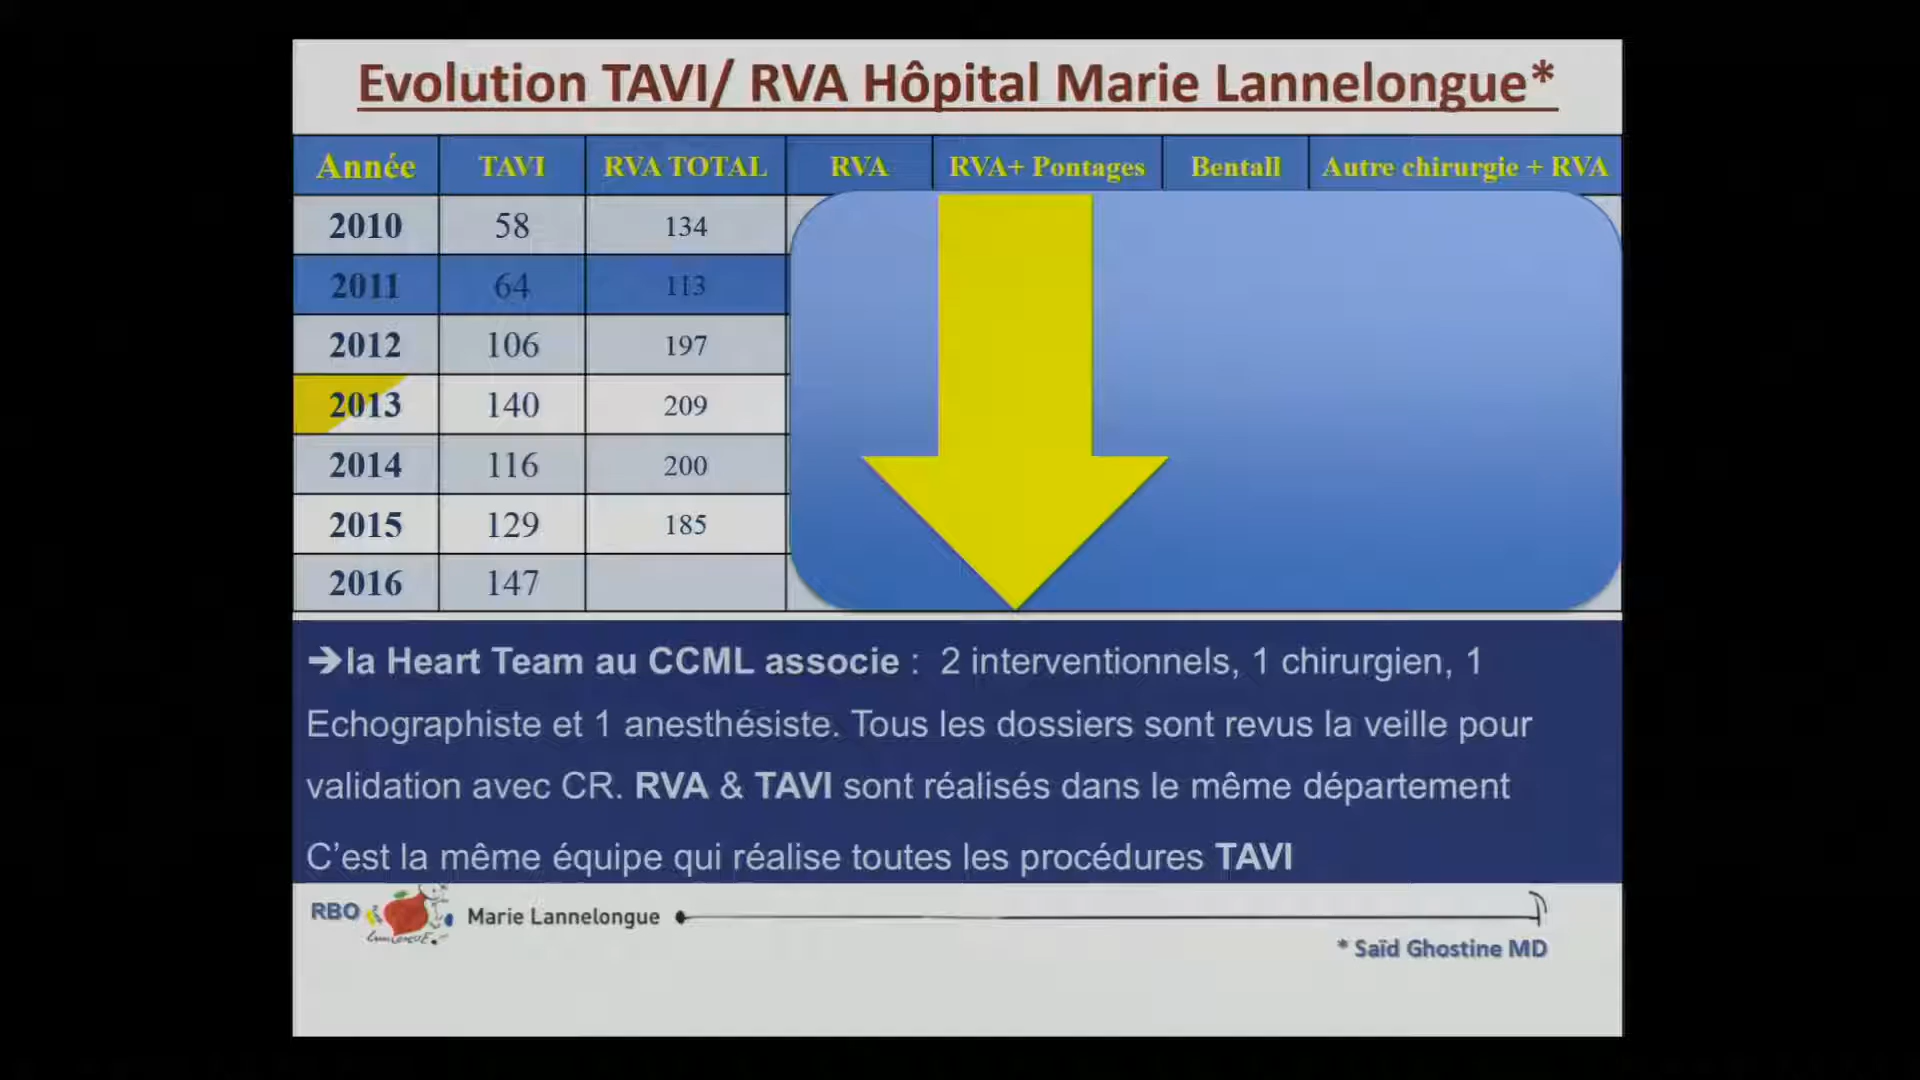 Evolution TAVI/ RVA Hôpital Marie Lannelongue*
Année TAVI RVA TOTAL RVA RVA+ Pontages Bentall Autre chirurgie + RVA
2010 58 134
2011 64 113
2012 106 197
2013 140 209
2014 116 200
2015 129 185
2016 147
➔la Heart Team au CCML associe : 2 interventionnels, 1 chirurgien, 1
Echographiste et 1 anesthésiste. Tous les dossiers sont revus la veille pour
validation avec CR. RVA & TAVI sont réalisés dans le même département
C’est la même équipe qui réalise toutes les procédures TAVI
RBO Marie Lannelongue
* Saïd Ghostine MD